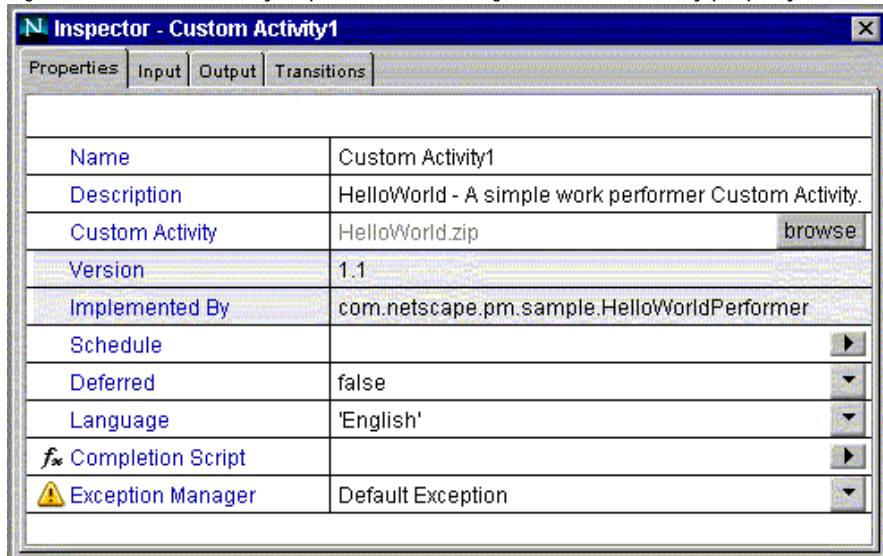 Inspector - Custom Activity1
Properties Input Output Transitions
Name Custom Activity1
Description HelloWorld - A simple work performer Custom Activity.
Custom Activity HelloWorld.zip browse
Version 1.1
Implemented By com.netscape.pm.sample.HelloWorldPerformer
Schedule
Deferred false
Language 'English'
Completion Script
Exception Manager Default Exception